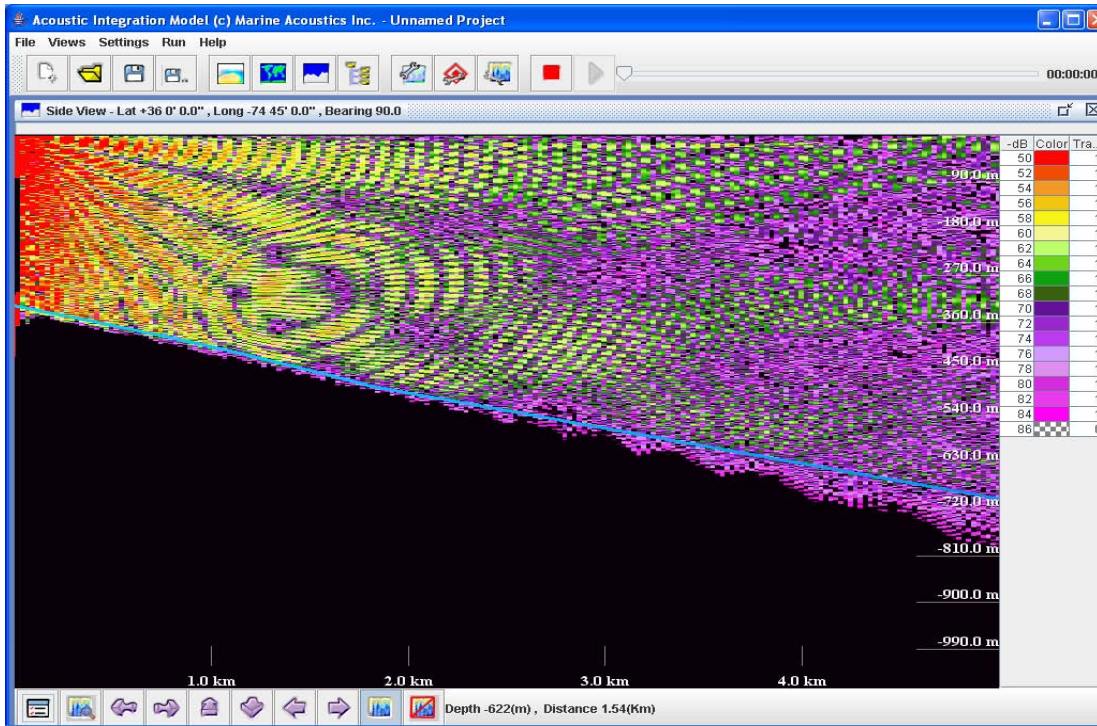 Acoustic Integration Model (c) Marine Acoustics Inc. - Unnamed Project
File Views Settings Run Help
00:00:00
Side View - Lat +36 0' 0.0" , Long -74 45' 0.0" , Bearing 90.0
-dB Color Tra...
50
52
54
56
58
60
62
64
66
68
70
72
74
76
78
80
82
84
86
-90.0 m
-180.0 m
-270.0 m
-360.0 m
-450.0 m
-540.0 m
-630.0 m
-720.0 m
-810.0 m
-900.0 m
-990.0 m
1.0 km 2.0 km 3.0 km 4.0 km
Depth -622(m) , Distance 1.54(Km)